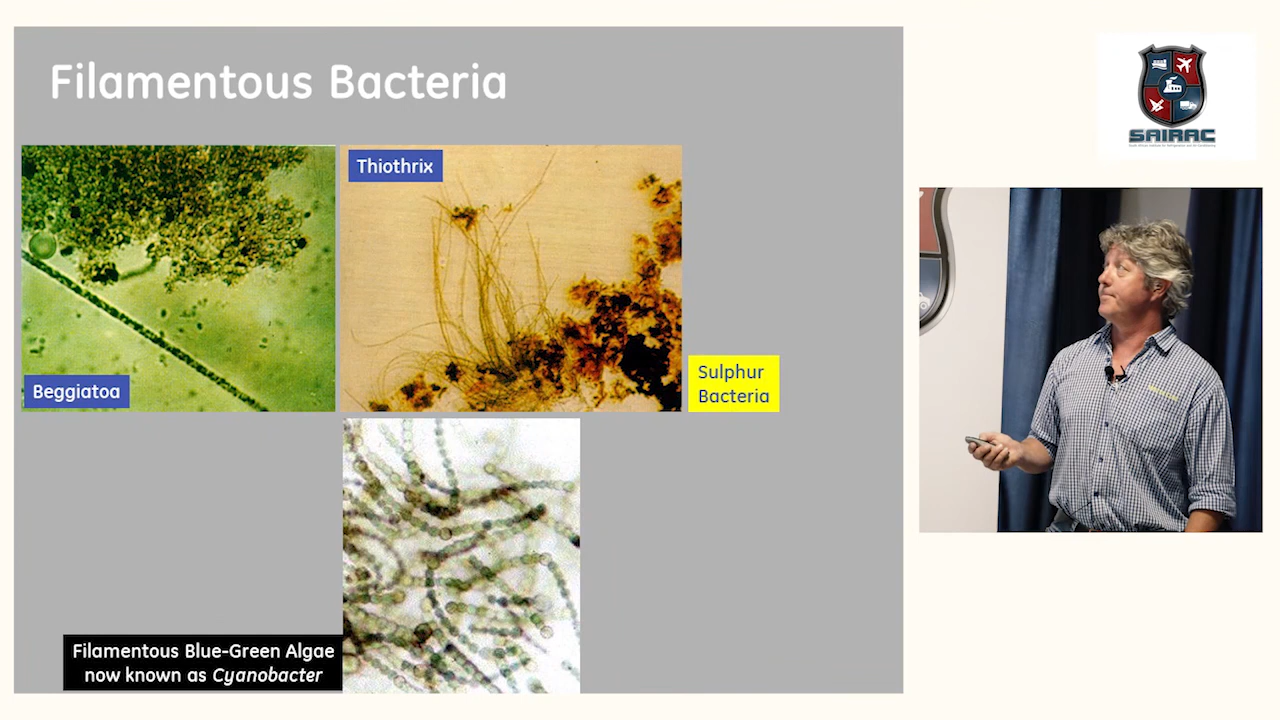 Filamentous Bacteria
Thiothrix
Beggiatoa
Sulphur
Bacteria
Filamentous Blue-Green Algae
now known as Cyanobacter
SAIRAC